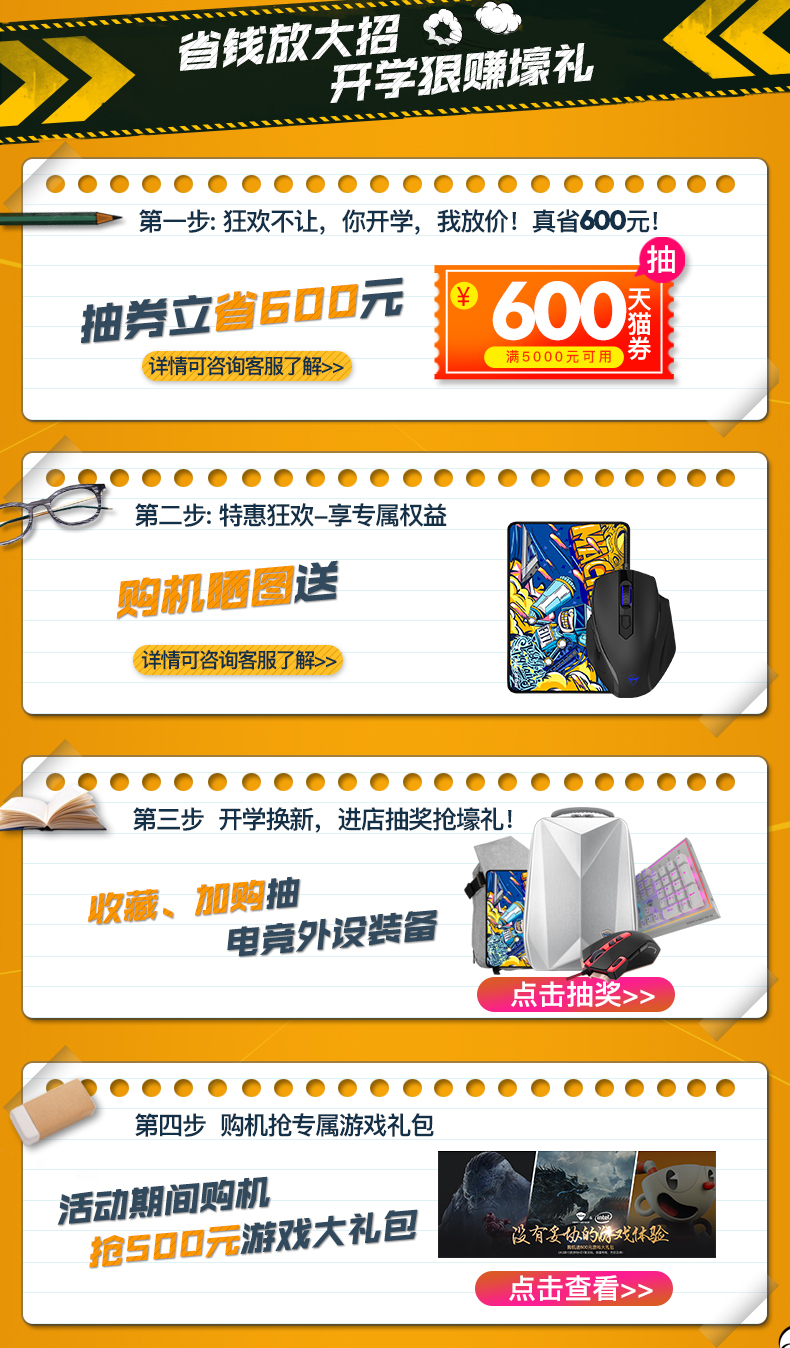 省钱放大招
开学狠赚壕礼
第一步: 狂欢不让，你开学，我放价！真省600元！
抽
抽券立省600元
¥
600
天猫券
满5000元可用
详情可咨询客服了解>>
第二步: 特惠狂欢-享专属权益
购机晒图送
详情可咨询客服了解>>
第三步 开学换新，进店抽奖抢壕礼！
收藏、加购抽
电竞外设装备
点击抽奖>>
第四步 购机抢专属游戏礼包
活动期间购机
抢500元游戏大礼包
intel
没有妥协的游戏体验
点击查看>>